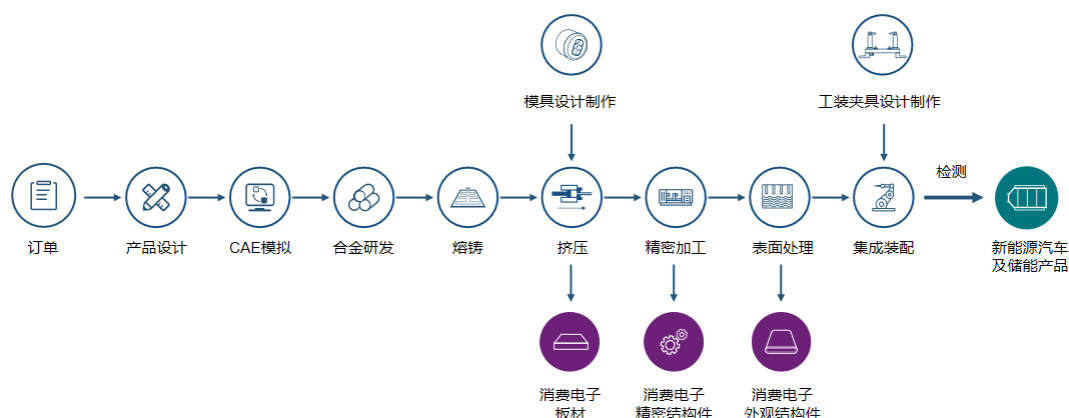 模具设计制作
工装夹具设计制作
检测
订单
产品设计
CAE模拟
合金研发
熔铸
挤压
精密加工
表面处理
集成装配
新能源汽车
及储能产品
消费电子
板材
消费电子
精密结构件
消费电子
外观结构件